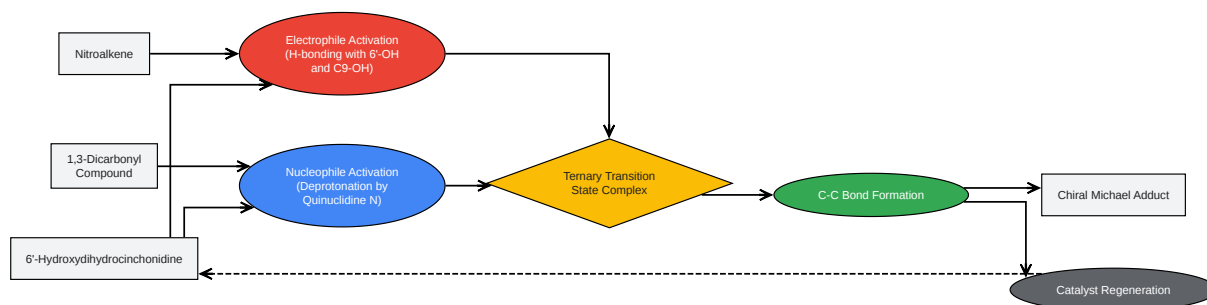 Nitroalkene
Electrophile Activation
(H-bonding with 6'-OH
and C9-OH)
1,3-Dicarbonyl
Compound
Nucleophile Activation
(Deprotonation by
Quinuclidine N)
Ternary Transition
State Complex
C-C Bond Formation
Chiral Michael Adduct
6'-Hydroxydihydrocinchonidine
Catalyst Regeneration